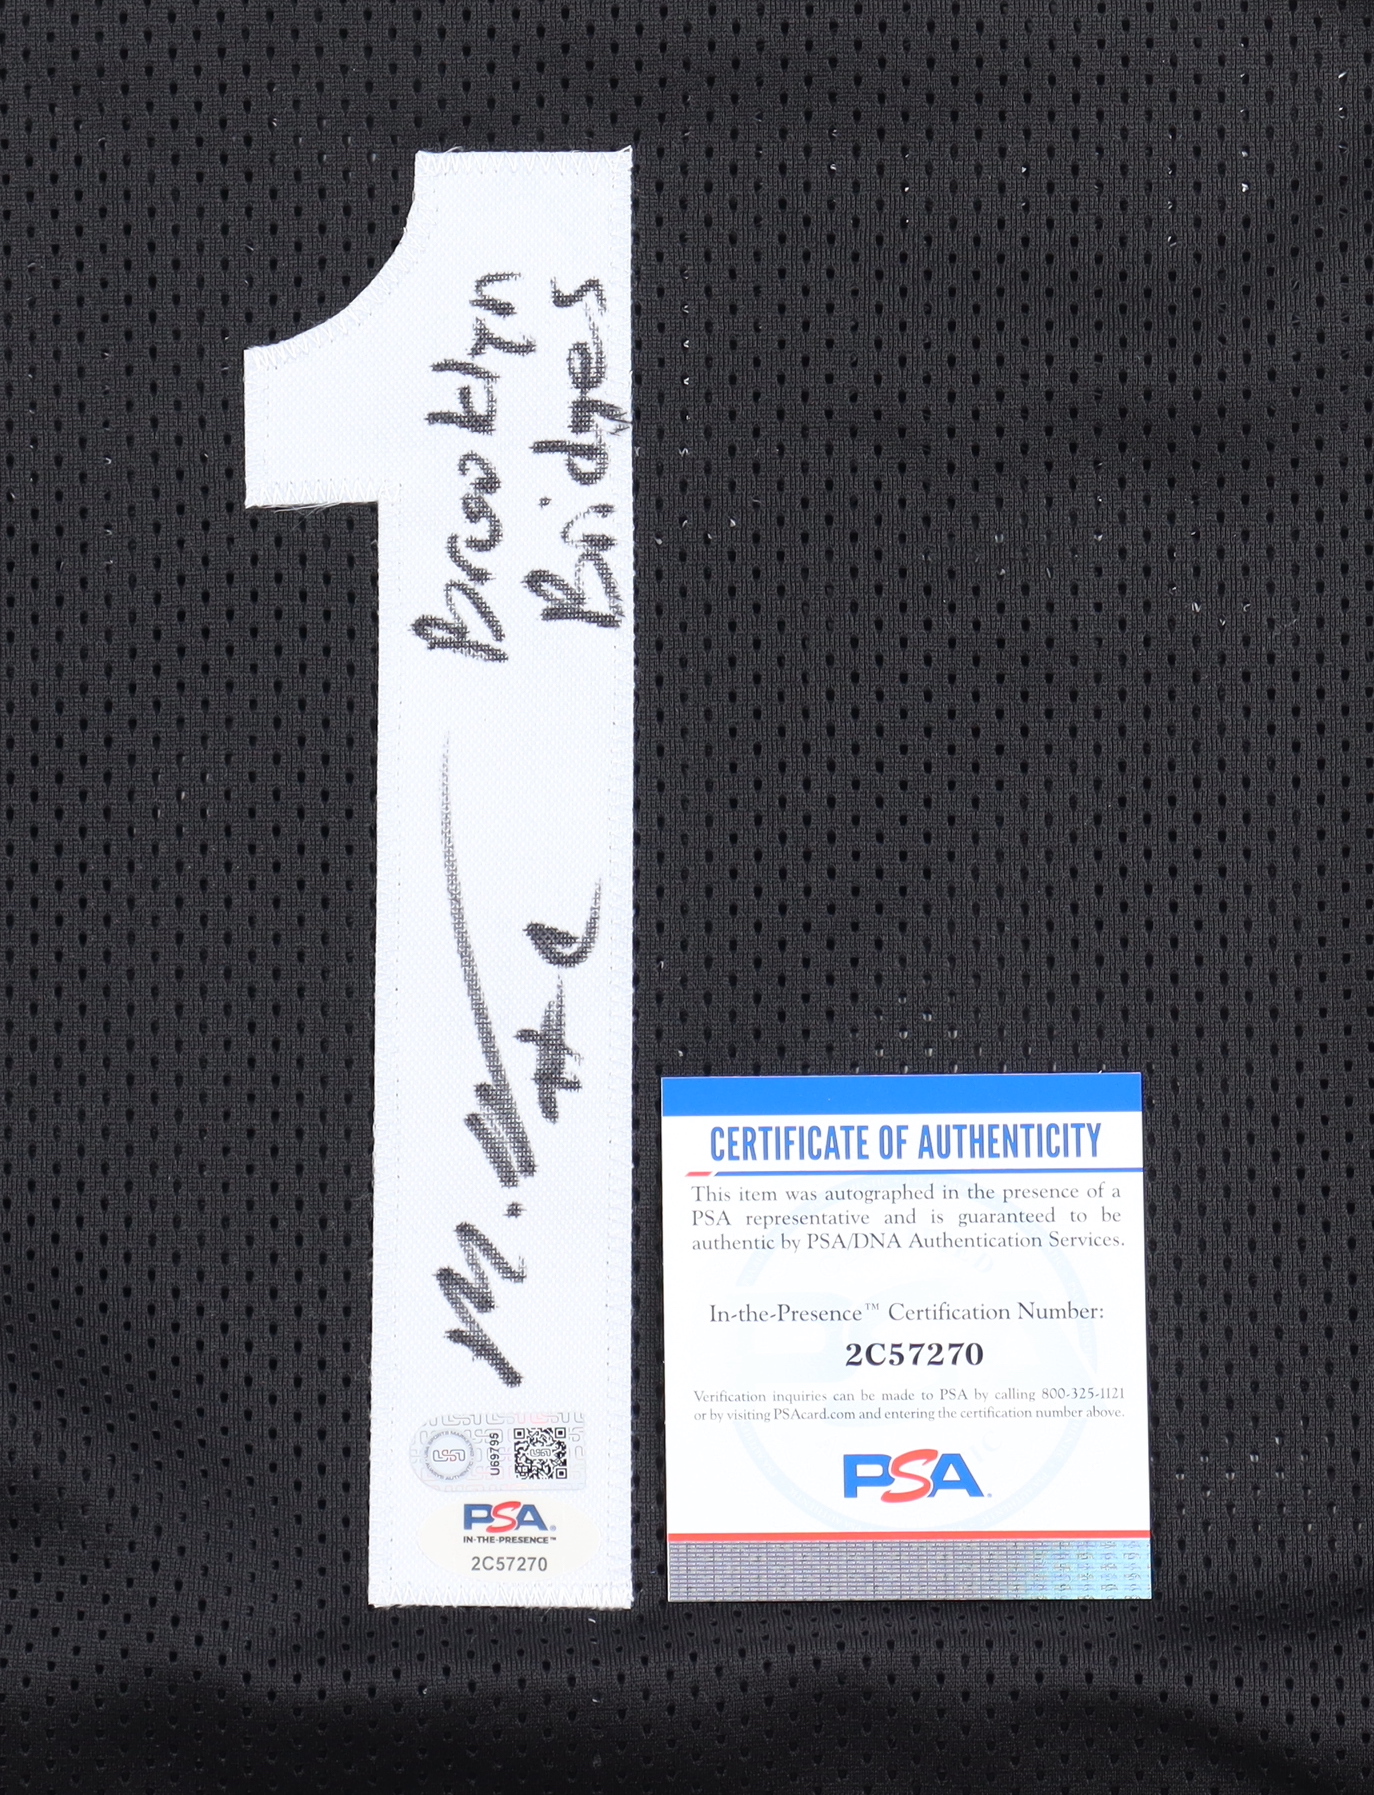 1
Brooklyn
Bridges
U69795
PSA
IN-THE-PRESENCE™
2C57270
CERTIFICATE OF AUTHENTICITY
This item was autographed in the presence of a
PSA representative and is guaranteed to be
authentic by PSA/DNA Authentication Services.
In-the-Presence™ Certification Number:
2C57270
Verification inquiries can be made to PSA by calling 800-325-1121
or by visiting PSAcard.com and entering the certification number above.
PSA